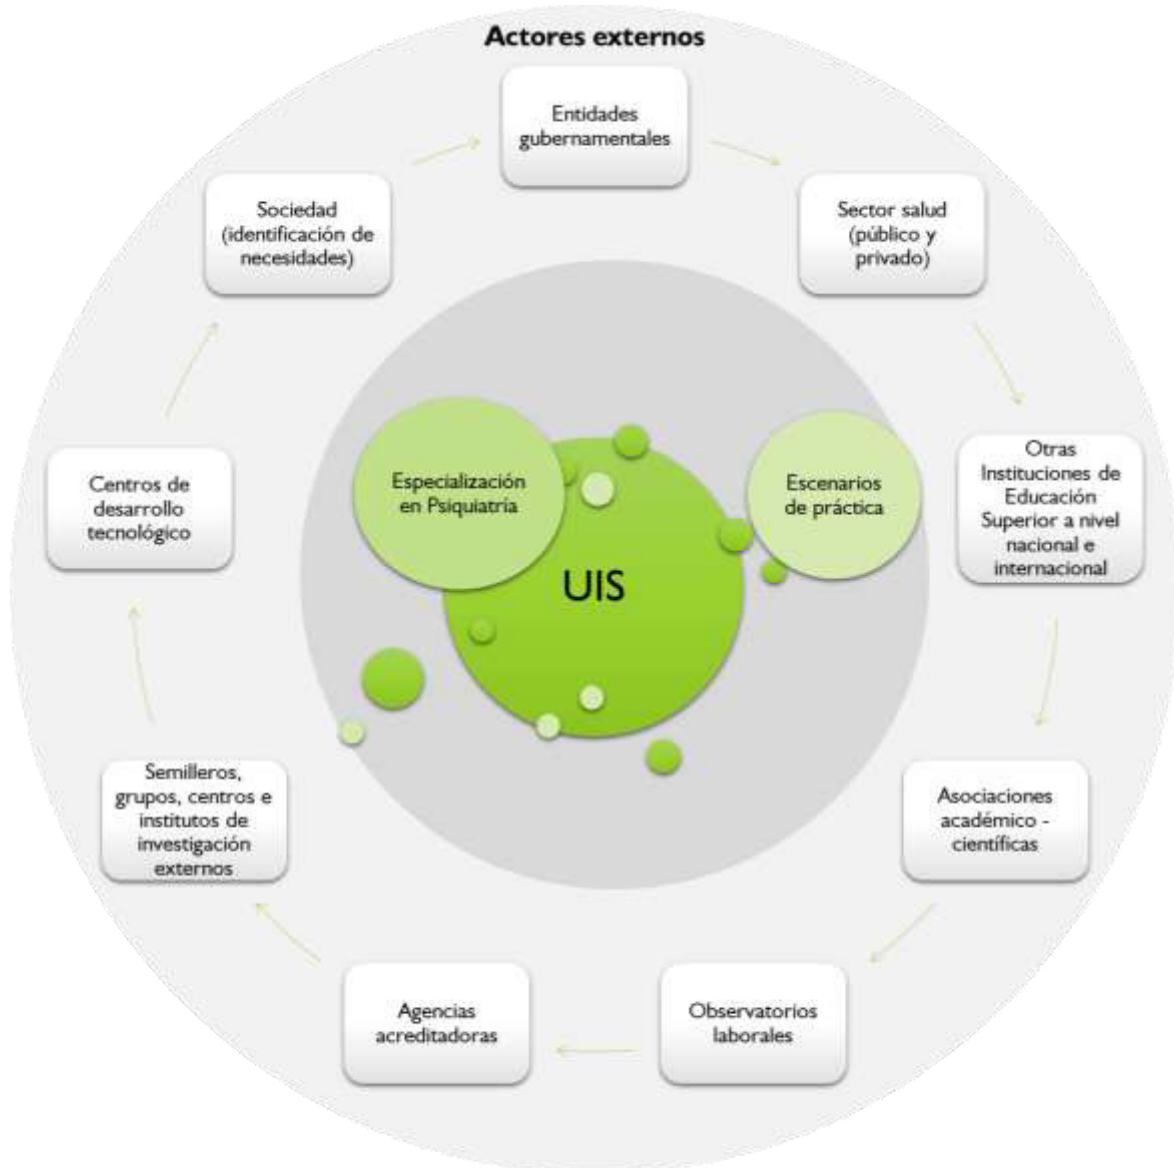 Actores externos
Entidades
gubernamentales
Sector salud
(público y
privado)
Otras
Instituciones de
Educación
Superior a nivel
nacional e
internacional
Asociaciones
académico -
científicas
Observatorios
laborales
Agencias
acreditadoras
Semilleros,
grupos, centros e
institutos de
investigación
externos
Centros de
desarrollo
tecnológico
Sociedad
(identificación de
necesidades)
Especialización
en Psiquiatría
Escenarios
de práctica
UIS